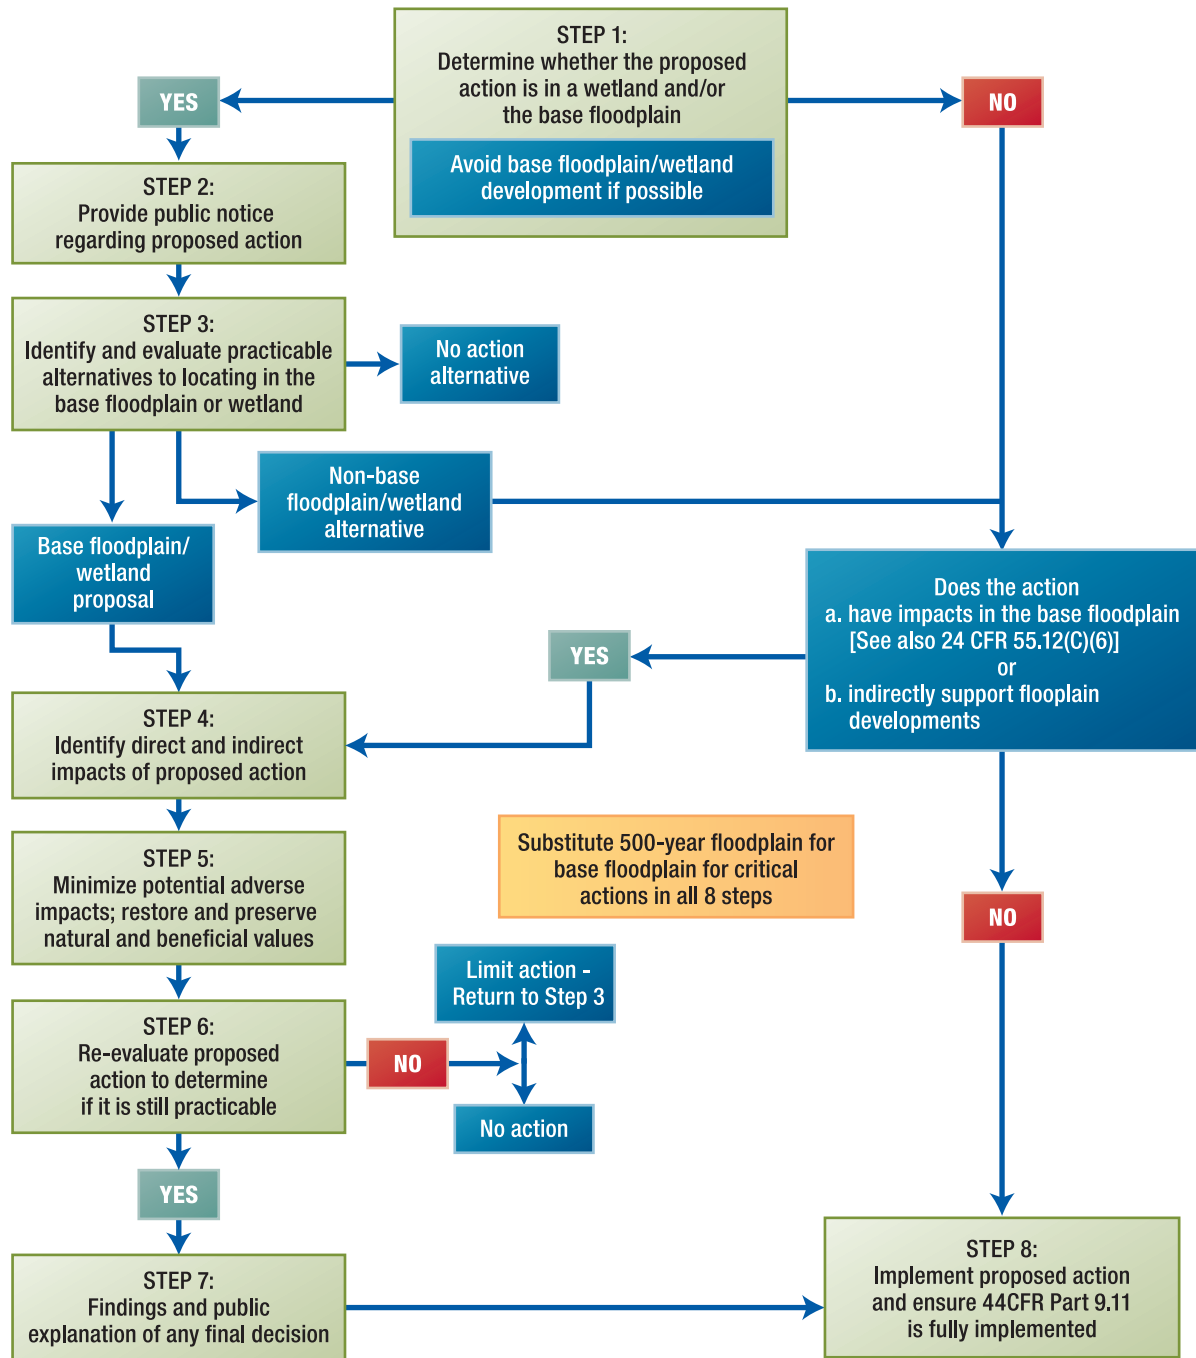 STEP 1:
Determine whether the proposed
action is in a wetland and/or
the base floodplain
Avoid base floodplain/wetland
development if possible
YES
NO
STEP 2:
Provide public notice
regarding proposed action
STEP 3:
Identify and evaluate practicable
alternatives to locating in the
base floodplain or wetland
No action
alternative
Non-base
floodplain/wetland
alternative
Base floodplain/
wetland
proposal
Does the action
a. have impacts in the base floodplain
[See also 24 CFR 55.12(C)(6)]
or
b. indirectly support flooplain
developments
YES
STEP 4:
Identify direct and indirect
impacts of proposed action
STEP 5:
Minimize potential adverse
impacts; restore and preserve
natural and beneficial values
Substitute 500-year floodplain for
base floodplain for critical
actions in all 8 steps
NO
STEP 6:
Re-evaluate proposed
action to determine
if it is still practicable
NO
Limit action -
Return to Step 3
No action
YES
STEP 7:
Findings and public
explanation of any final decision
STEP 8:
Implement proposed action
and ensure 44CFR Part 9.11
is fully implemented